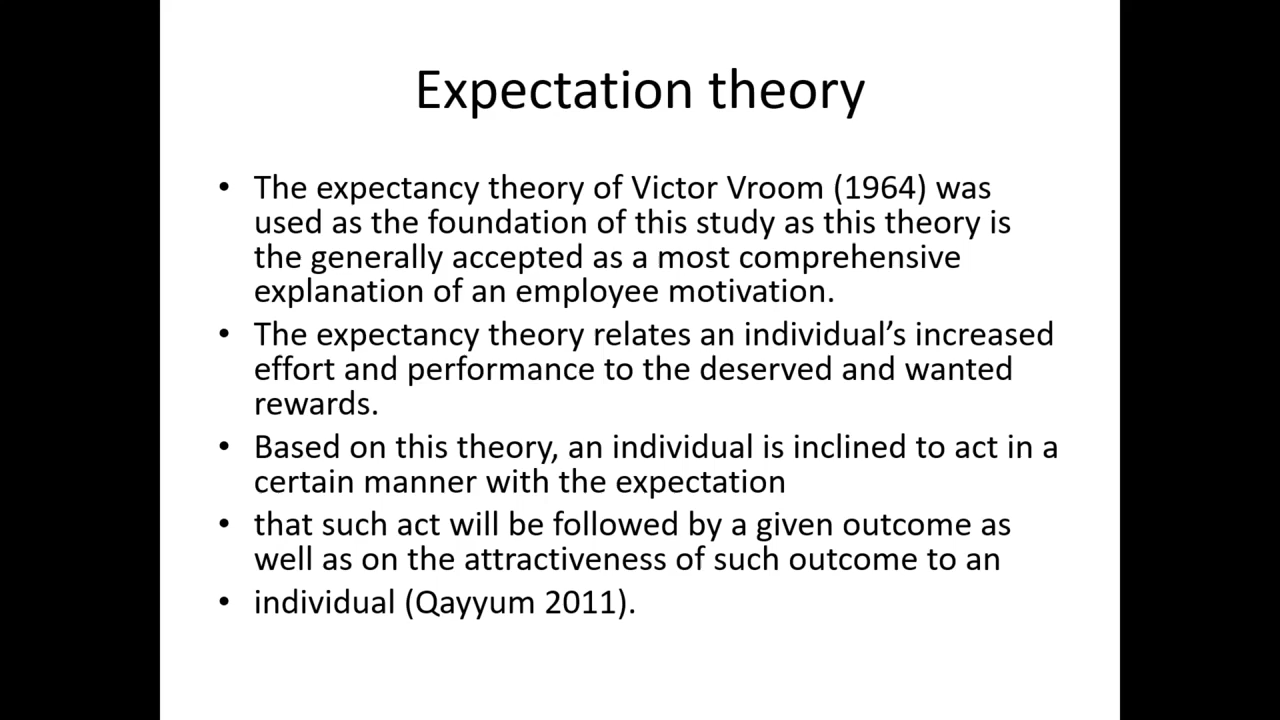 Expectation theory
• The expectancy theory of Victor Vroom (1964) was
used as the foundation of this study as this theory is
the generally accepted as a most comprehensive
explanation of an employee motivation.
• The expectancy theory relates an individual’s increased
effort and performance to the deserved and wanted
rewards.
• Based on this theory, an individual is inclined to act in a
certain manner with the expectation
• that such act will be followed by a given outcome as
well as on the attractiveness of such outcome to an
• individual (Qayyum 2011).